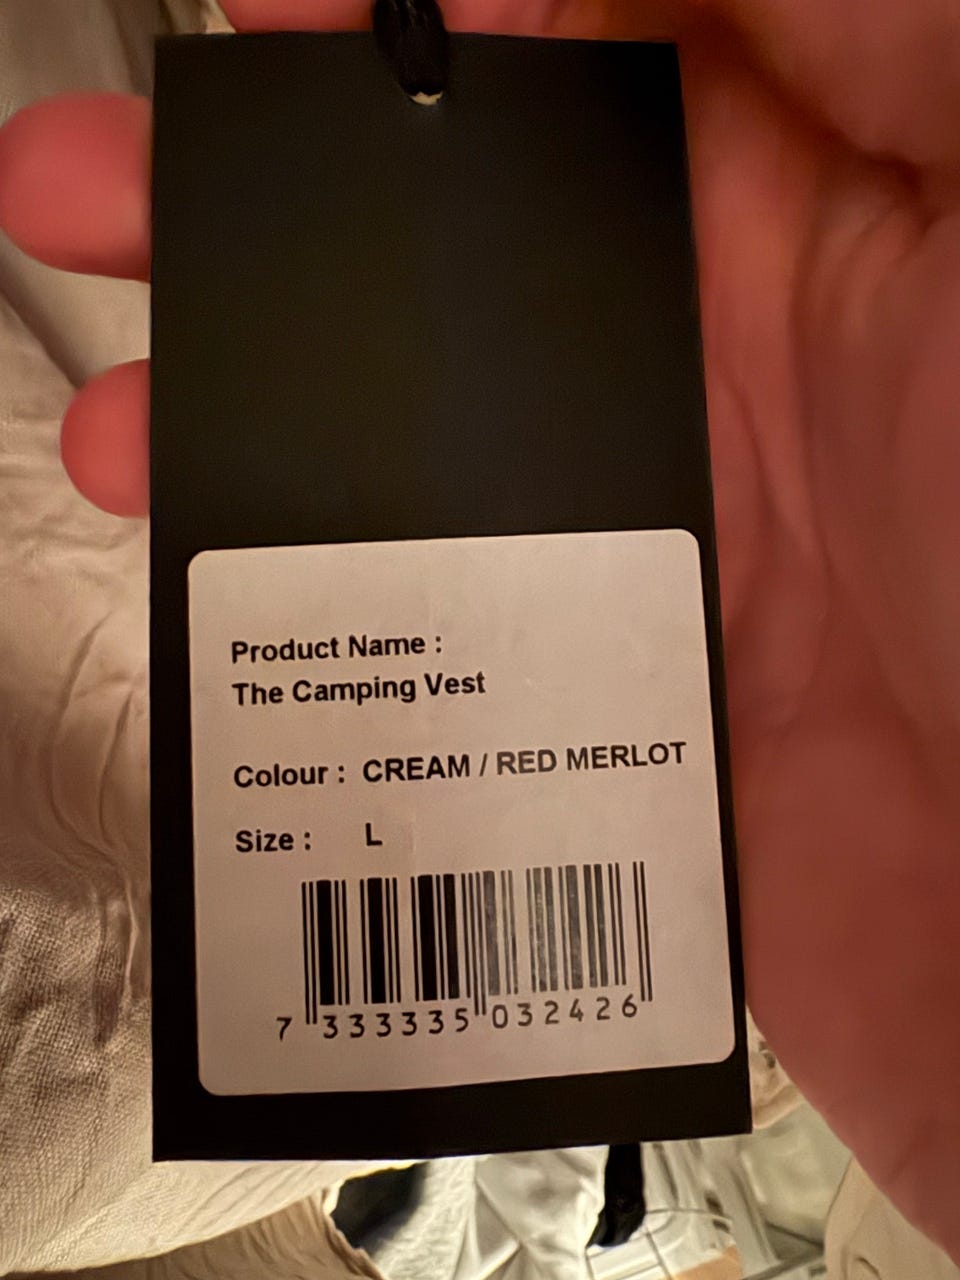 Product Name :
The Camping Vest
Colour : CREAM / RED MERLOT
Size : L
7 333335 032426